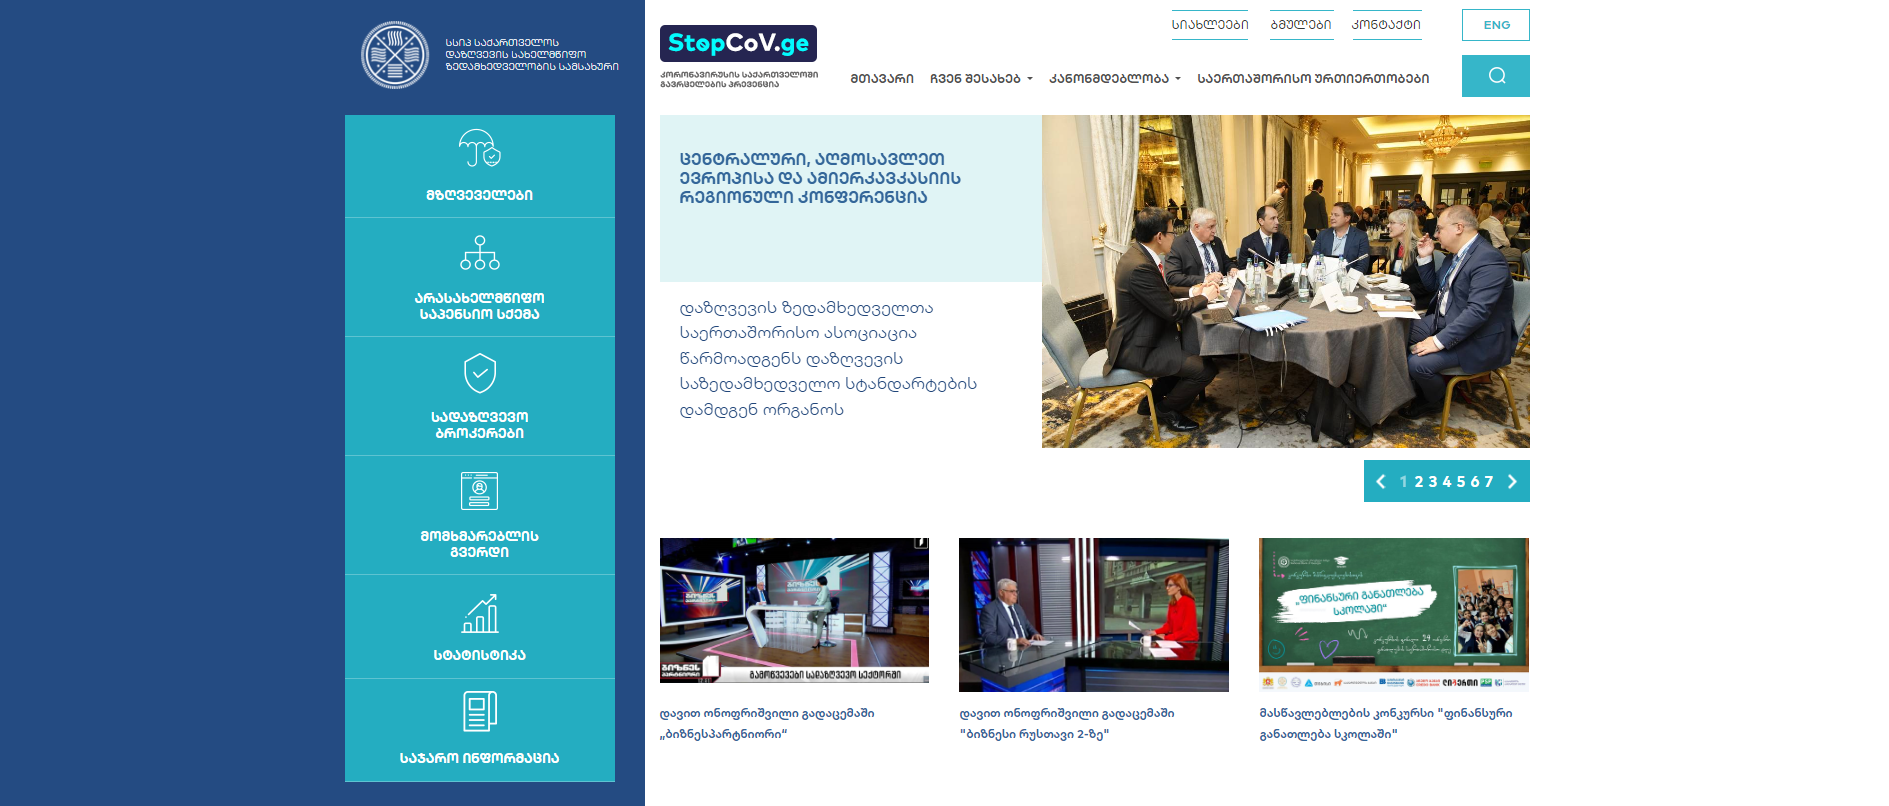 სსიპ საქართველოს
დაზღვევის სახელმწიფო
ზედამხედველობის სამსახური
მზღვეველები
არასახელმწიფო
საპენსიო სქემა
სადაზღვევო
ბროკერები
მომხმარებლის
გვერდი
სტატისტიკა
საჯარო ინფორმაცია
StopCoV.ge
კორონავირუსის საქართველოში
გავრცელების პრევენცია
სიახლეები ბმულები კონტაქტი ENG
მთავარი ჩვენ შესახებ კანონმდებლობა საერთაშორისო ურთიერთობები
ცენტრალური, აღმოსავლეთ
ევროპისა და ამიერკავკასიის
რეგიონული კონფერენცია
დაზღვევის ზედამხედველთა
საერთაშორისო ასოციაცია
წარმოადგენს დაზღვევის
საზედამხედველო სტანდარტების
დამდგენ ორგანოს
1 2 3 4 5 6 7
ბიზნეს
პარტნიორი
გამოწვევები სადაზღვევო სექტორში
დავით ონოფრიშვილი გადაცემაში
„ბიზნესპარტნიორი“
დავით ონოფრიშვილი გადაცემაში
"ბიზნესი რუსთავი 2-ზე"
„ფინანსური განათლება
სკოლაში“
ლიბერთი
მასწავლებლების კონკურსი "ფინანსური
განათლება სკოლაში"